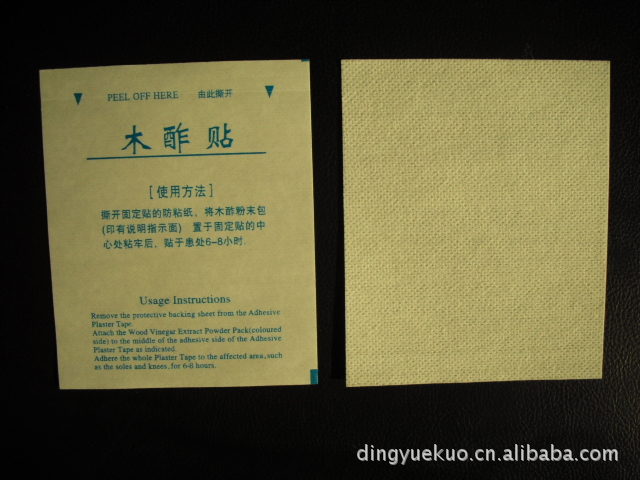 PEEL OFF HERE 由此撕开
木酢贴
[使用方法]
撕开固定贴的防粘纸，将木酢粉末包
(印有说明指示面) 置于固定贴的中
心处粘牢后，贴于患处6-8小时.
Usage Instructions
Remove the protective backing sheet from the Adhesive
Plaster Tape.
Attach the Wood Vinegar Extract Powder Pack(coloured
side) to the middle of the adhesive side of the Adhesive
Plaster Tape as indicated.
Adhere the whole Plaster Tape to the affected area, such
as the soles and knees, for 6-8 hours.
dingyuekuo.cn.alibaba.com